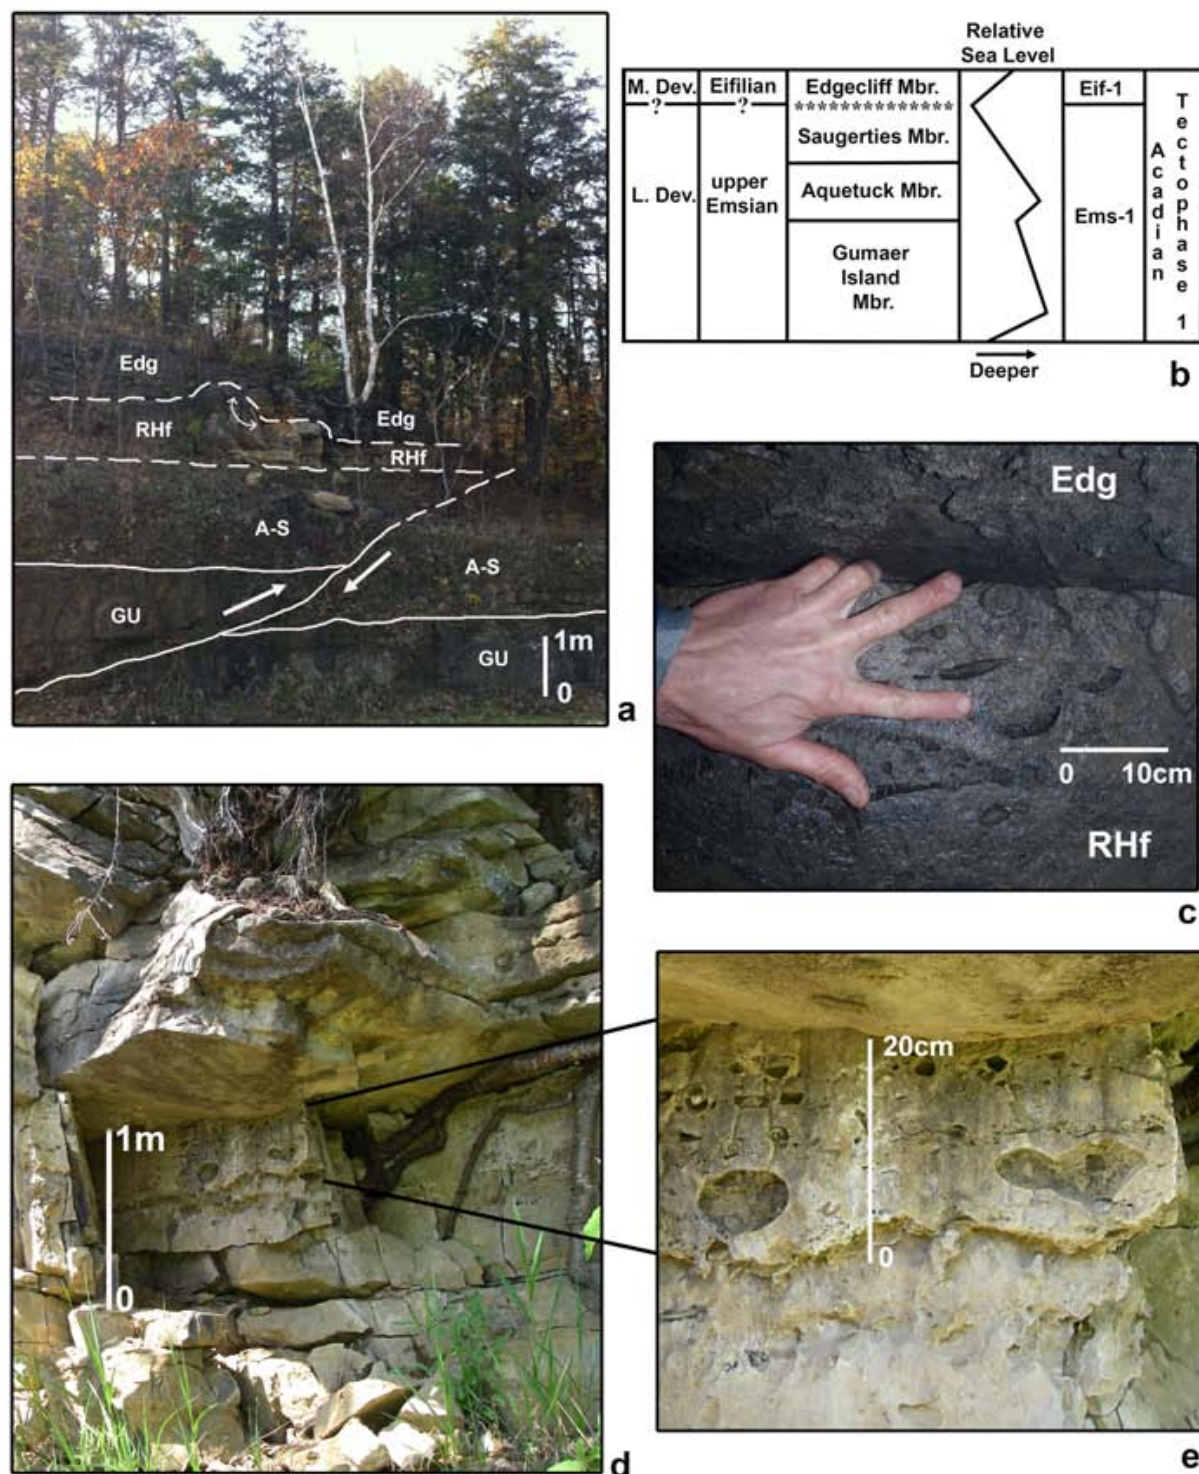 Edg
Edg
RHf
RHf
A-S
A-S
GU
GU
1m
0
a
Relative
Sea Level
M. Dev.
Eifilian
Edgecliff Mbr.
Eif-1
?
?
**************
Saugerties Mbr.
L. Dev.
upper
Emsian
Aquetuck Mbr.
Gumaer
Island
Mbr.
Ems-1
Acadian
Tectophase 1
Deeper
b
Edg
0 10cm
RHf
c
1m
0
d
20cm
0
e